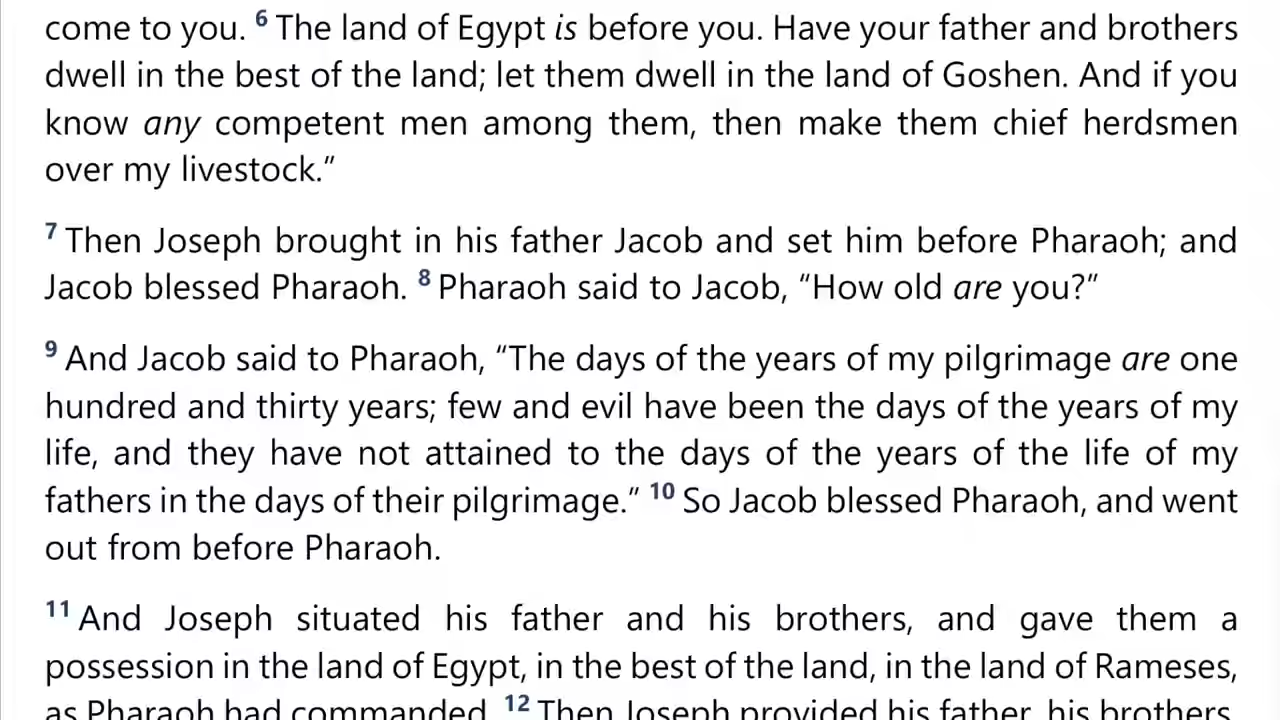 come to you. 6 The land of Egypt is before you. Have your father and brothers
dwell in the best of the land; let them dwell in the land of Goshen. And if you
know any competent men among them, then make them chief herdsmen
over my livestock.”
7 Then Joseph brought in his father Jacob and set him before Pharaoh; and
Jacob blessed Pharaoh. 8 Pharaoh said to Jacob, “How old are you?”
9 And Jacob said to Pharaoh, “The days of the years of my pilgrimage are one
hundred and thirty years; few and evil have been the days of the years of my
life, and they have not attained to the days of the years of the life of my
fathers in the days of their pilgrimage.” 10 So Jacob blessed Pharaoh, and went
out from before Pharaoh.
11 And Joseph situated his father and his brothers, and gave them a
possession in the land of Egypt, in the best of the land, in the land of Rameses,
as Pharaoh had commanded. 12 Then Joseph provided his father, his brothers,